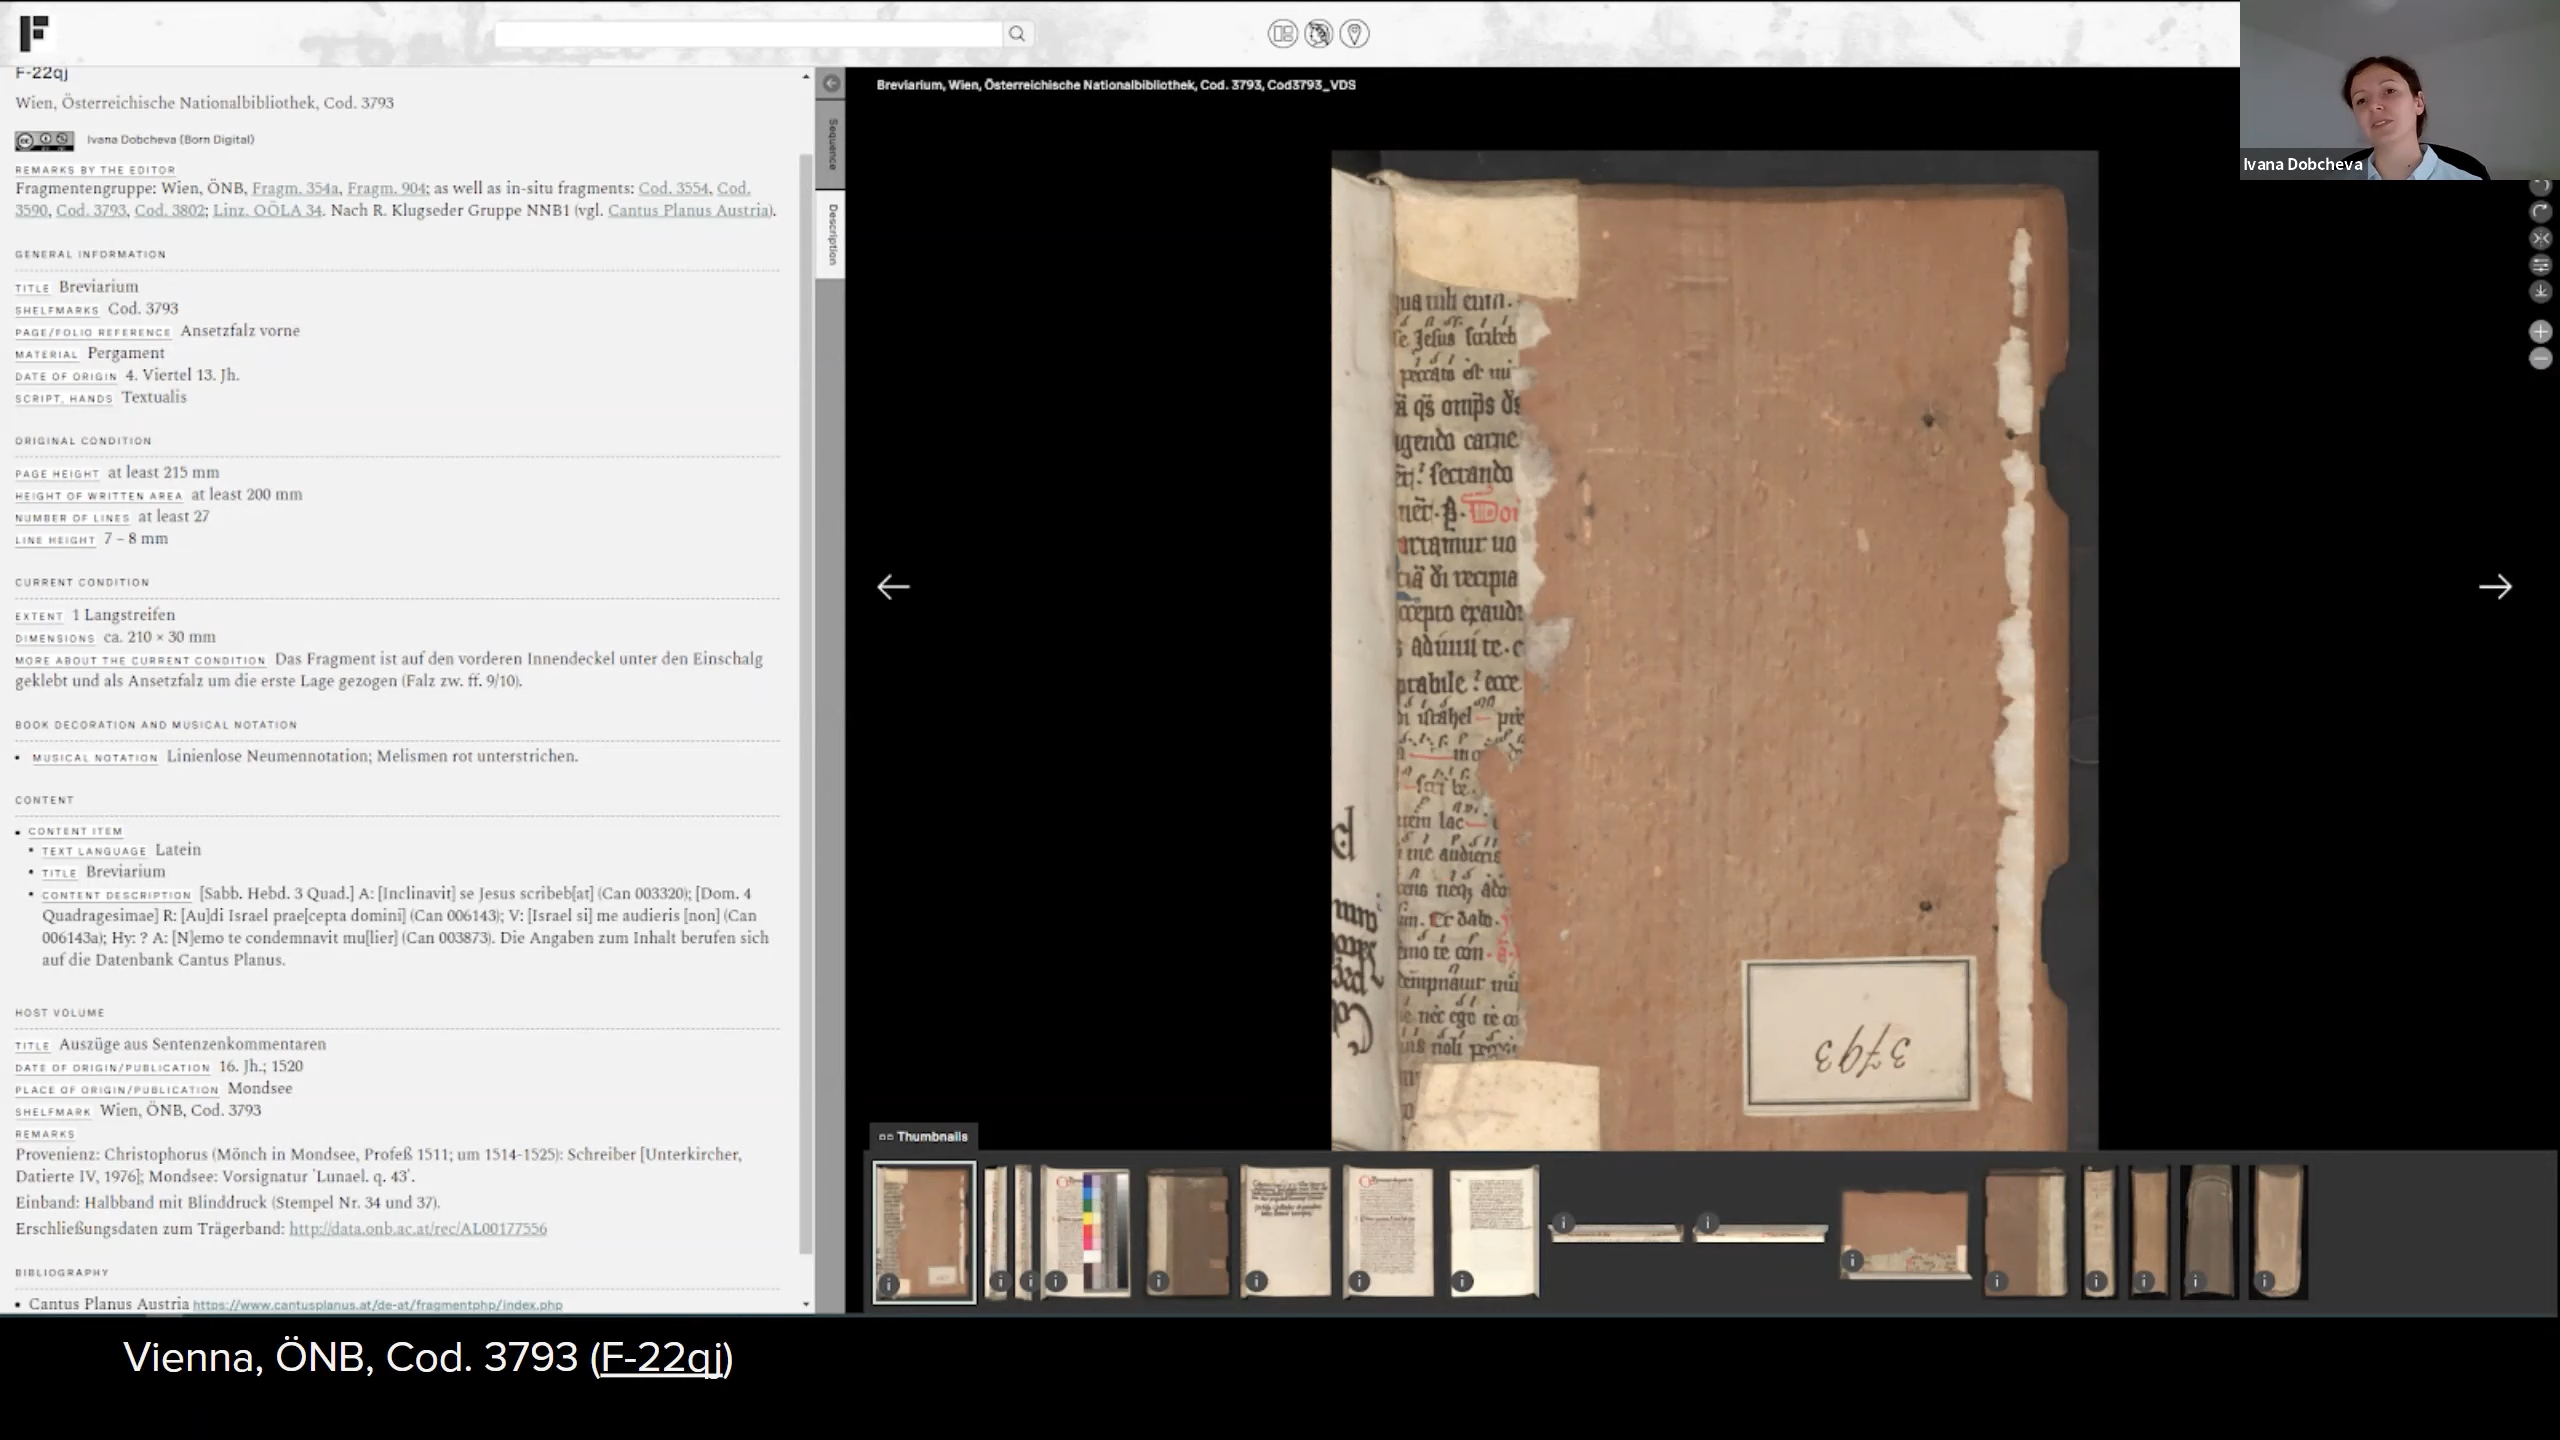 F-22qj
Wien, Österreichische Nationalbibliothek, Cod. 3793
Ivana Dobcheva (Born Digital)
REMARKS BY THE EDITOR
Fragmentengruppe: Wien, ÖNB, Fragm. 354a, Fragm. 904; as well as in-situ fragments: Cod. 3554, Cod.
3590, Cod. 3793, Cod. 3802; Linz, OÖLA 34. Nach R. Klugseder Gruppe NNB1 (vgl. Cantus Planus Austria).
GENERAL INFORMATION
TITLE Breviarium
SHELFMARKS Cod. 3793
PAGE/FOLIO REFERENCE Ansetzfalz vorne
MATERIAL Pergament
DATE OF ORIGIN 4. Viertel 13. Jh.
SCRIPT, HANDS Textualis
ORIGINAL CONDITION
PAGE HEIGHT at least 215 mm
HEIGHT OF WRITTEN AREA at least 200 mm
NUMBER OF LINES at least 27
LINE HEIGHT 7 – 8 mm
CURRENT CONDITION
EXTENT 1 Langstreifen
DIMENSIONS ca. 210 × 30 mm
MORE ABOUT THE CURRENT CONDITION Das Fragment ist auf den vorderen Innendeckel unter den Einschalg
geklebt und als Ansetzfalz um die erste Lage gezogen (Falz zw. ff. 9/10).
BOOK DECORATION AND MUSICAL NOTATION
• MUSICAL NOTATION Linienlose Neumennotation; Melismen rot unterstrichen.
CONTENT
• CONTENT ITEM
• TEXT LANGUAGE Latein
• TITLE Breviarium
• CONTENT DESCRIPTION [Sabb. Hebd. 3 Quad.] A: [Inclinavit] se Jesus scribeb[at] (Can 003320); [Dom. 4
Quadragesimae] R: [Au]di Israel prae[cepta domini] (Can 006143); V: [Israel si] me audieris [non] (Can
006143a); Hy: ? A: [N]emo te condemnavit mu[lier] (Can 003873). Die Angaben zum Inhalt berufen sich
auf die Datenbank Cantus Planus.
HOST VOLUME
TITLE Auszüge aus Sentenzenkommentaren
DATE OF ORIGIN/PUBLICATION 16. Jh.; 1520
PLACE OF ORIGIN/PUBLICATION Mondsee
SHELFMARK Wien, ÖNB, Cod. 3793
REMARKS
Provenienz: Christophorus (Mönch in Mondsee, Profeß 1511; um 1514-1525): Schreiber [Unterkircher,
Datierte IV, 1976]; Mondsee: Vorsignatur 'Lunael. q. 43'.
Einband: Halbband mit Blinddruck (Stempel Nr. 34 und 37).
Erschließungsdaten zum Trägerband: http://data.onb.ac.at/rec/AL00177556
BIBLIOGRAPHY
• Cantus Planus Austria https://www.cantusplanus.at/de-at/fragmentphp/index.php
Sequence
Description
Breviarium, Wien, Österreichische Nationalbibliothek, Cod. 3793, Cod3793_VDS
se Jesus scribeb
carne
audieris
te con
3793
Thumbnails
Ivana Dobcheva
Vienna, ÖNB, Cod. 3793 (F-22qj)